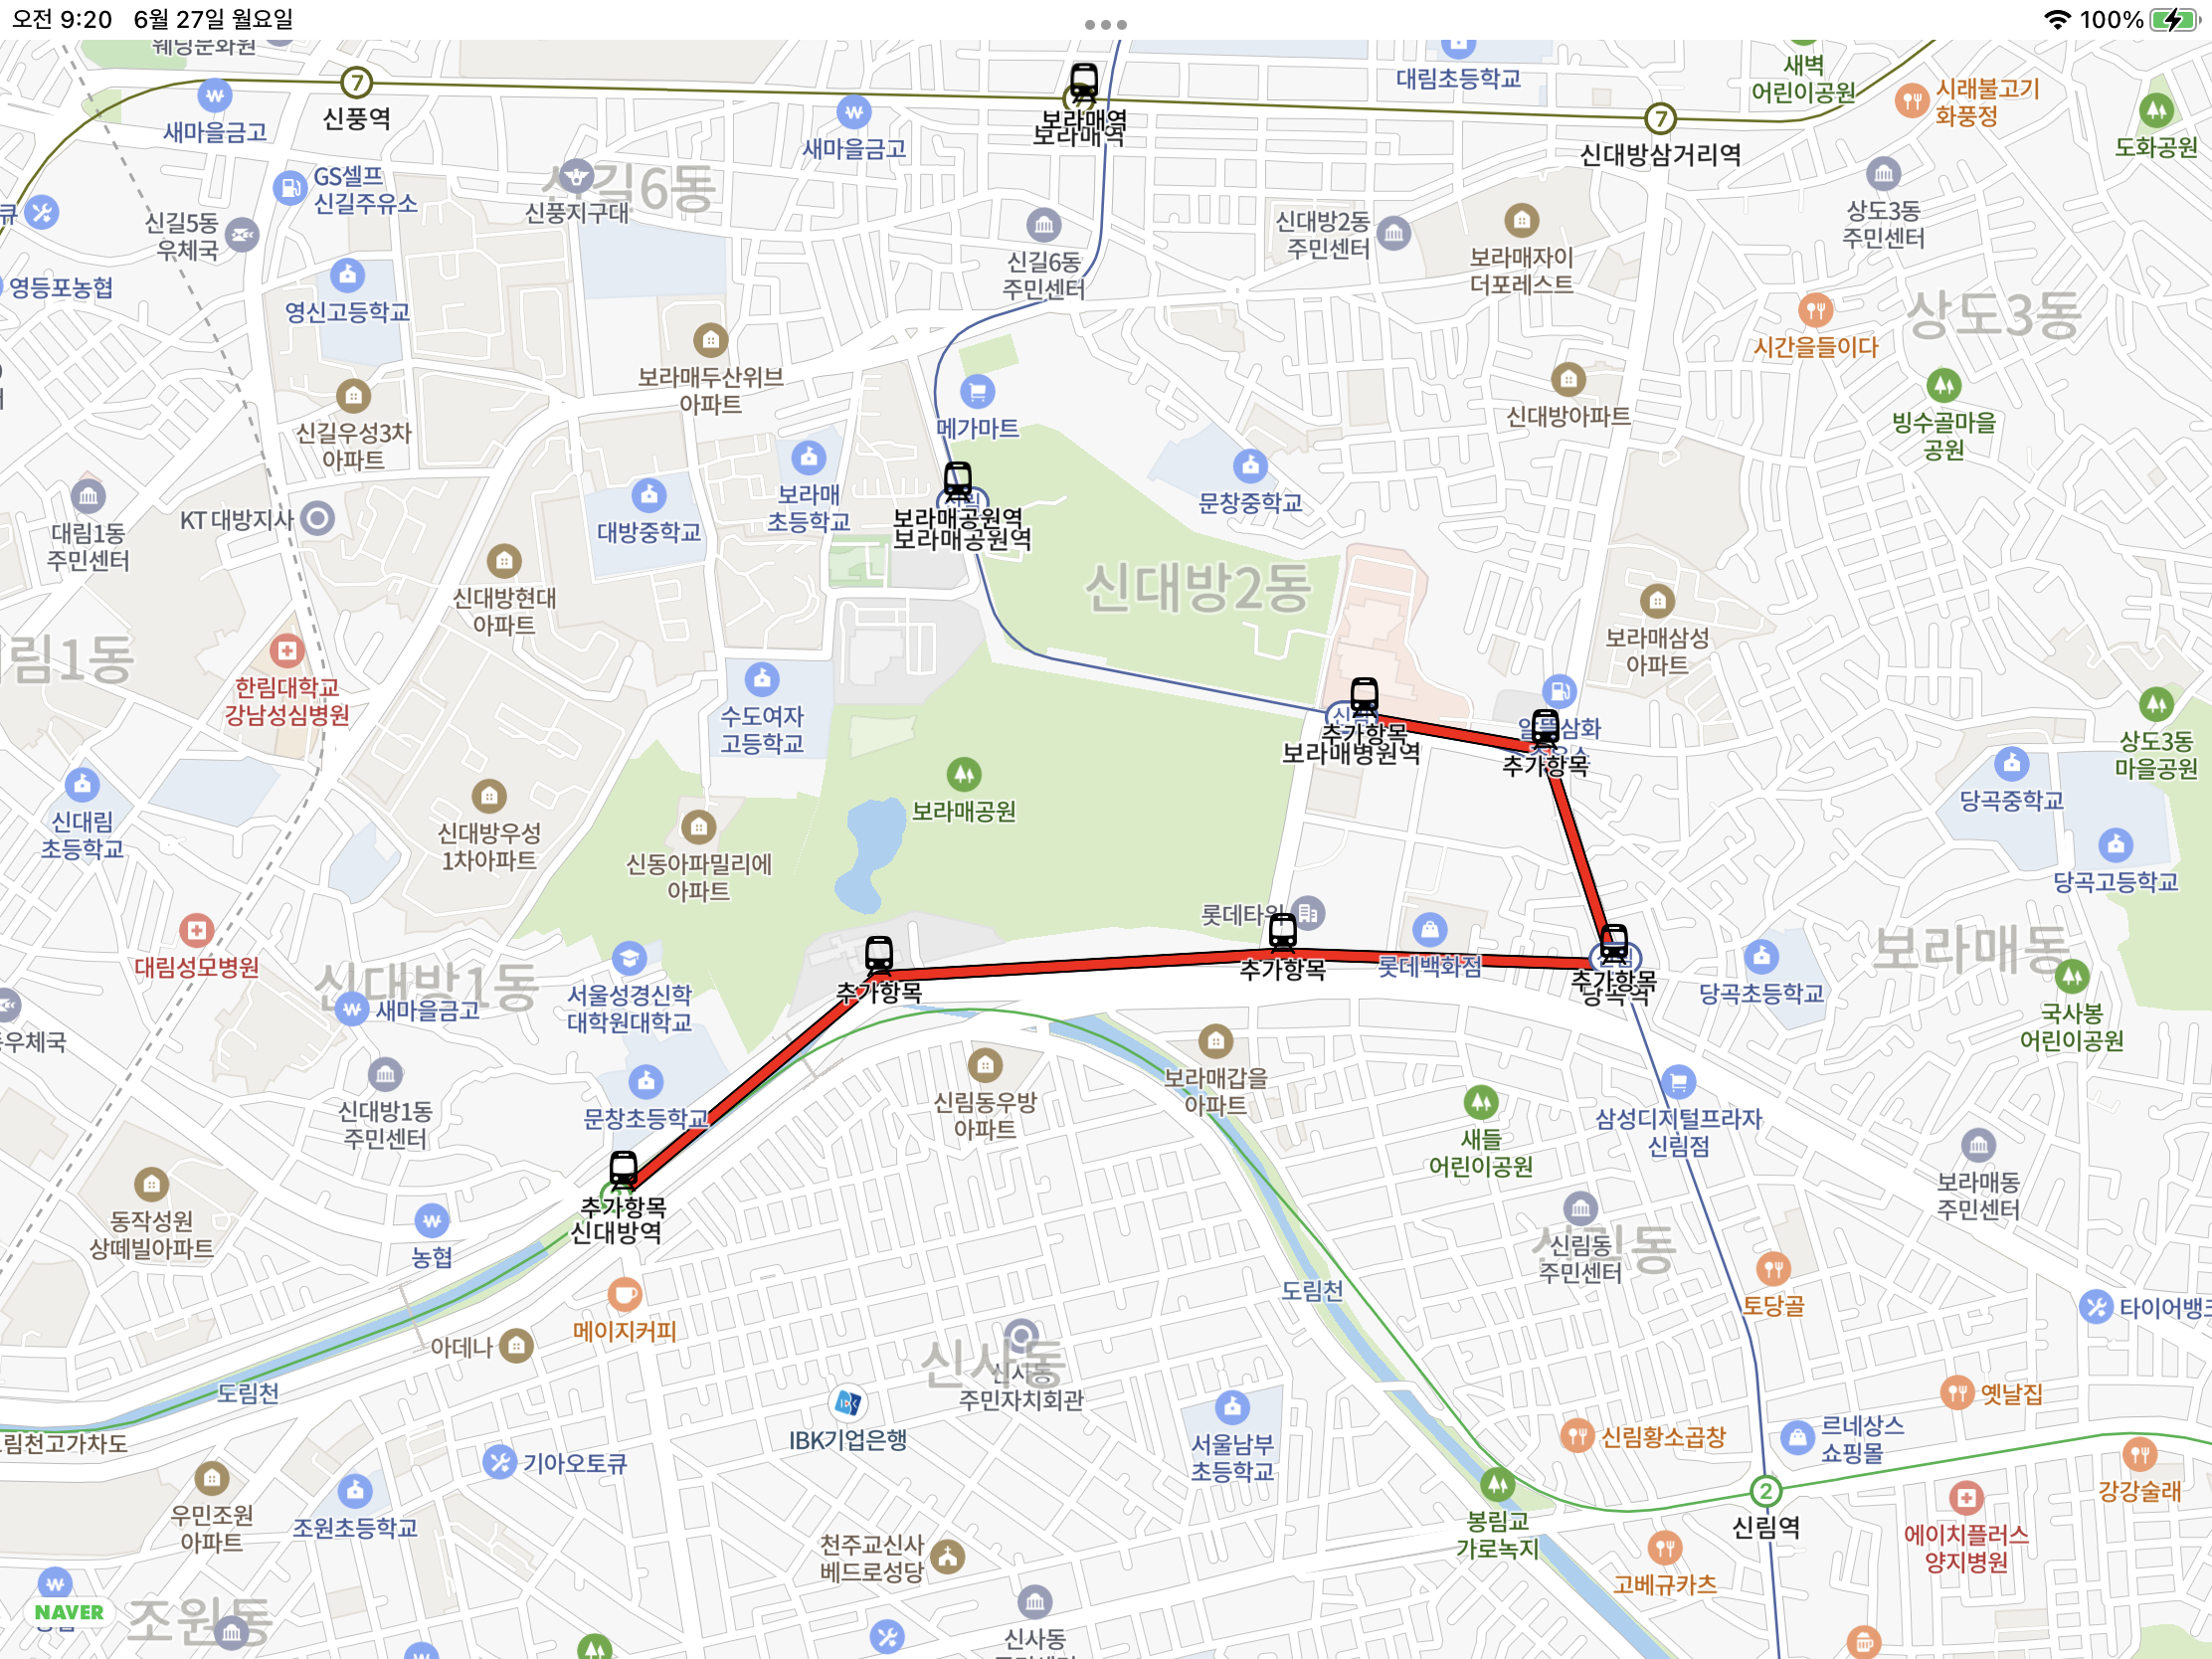 오전 9:20 6월 27일 월요일
100%
웨딩문화원
7
신풍역
새마을금고
보라매역
보라매역
새마을금고
대림초등학교
새벽
어린이공원
시래불고기
화풍정
도화공원
7
신대방삼거리역
GS셀프
신길주유소
신길6동
신풍지구대
신길5동
우체국
영등포농협
영신고등학교
신길6동
주민센터
신대방2동
주민센터
보라매자이
더포레스트
상도3동
주민센터
상도3동
시간을들이다
보라매두산위브
아파트
신길우성3차
아파트
메가마트
신대방아파트
빙수골마을
공원
대림1동
주민센터
KT 대방지사
대방중학교
보라매
초등학교
보라매공원역
보라매공원역
문창중학교
신대방2동
신대방현대
아파트
보라매삼성
아파트
림1동
한림대학교
강남성심병원
수도여자
고등학교
추가항목
보라매병원역
추가항목
상도3동
마을공원
신대림
초등학교
신대방우성
1차아파트
보라매공원
신동아파밀리에
아파트
당곡중학교
당곡고등학교
대림성모병원
신대방1동
새마을금고
서울성경신학
대학원대학교
추가항목
롯데타워
추가항목
롯데백화점
추가항목
당곡역
당곡초등학교
보라매동
국사봉
어린이공원
우체국
신대방1동
주민센터
문창초등학교
신림동우방
아파트
보라매갑을
아파트
새들
어린이공원
삼성디지털프라자
신림점
보라매동
주민센터
동작성원
상떼빌아파트
농협
추가항목
신대방역
메이지커피
아데나
도림천
도림천
신림동
신림동
주민센터
토당골
타이어뱅크
신사동
신사동
주민자치회관
IBK기업은행
서울남부
초등학교
신림황소곱창
르네상스
쇼핑몰
옛날집
강강술래
림천고가차도
기아오토큐
우민조원
아파트
조원초등학교
천주교신사
베드로성당
봉림교
가로녹지
2
신림역
고베규카츠
에이치플러스
양지병원
NAVER
조원동
신사동